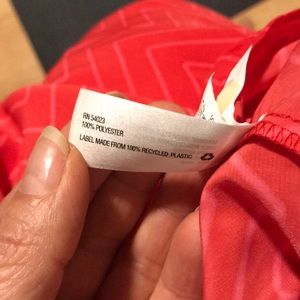 RN 54023
100% POLYESTER
LABEL MADE FROM 100% RECYCLED PLASTIC